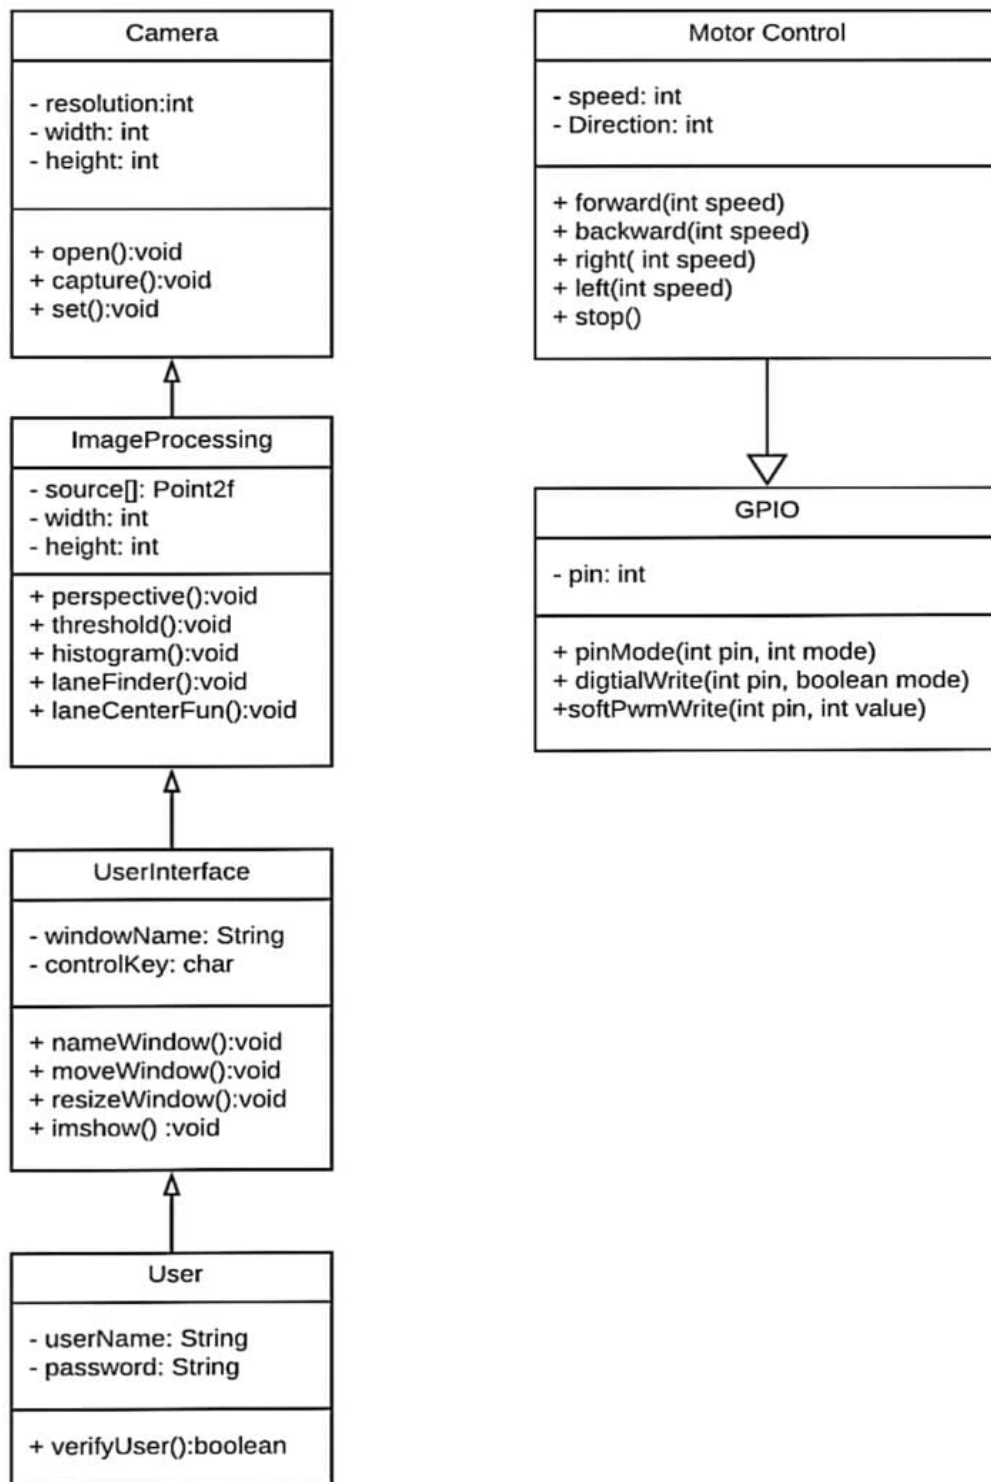 Camera
- resolution:int
- width: int
- height: int
+ open():void
+ capture():void
+ set():void
ImageProcessing
- source[]: Point2f
- width: int
- height: int
+ perspective():void
+ threshold():void
+ histogram():void
+ laneFinder():void
+ laneCenterFun():void
UserInterface
- windowName: String
- controlKey: char
+ nameWindow():void
+ moveWindow():void
+ resizeWindow():void
+ imshow() :void
User
- userName: String
- password: String
+ verifyUser():boolean
Motor Control
- speed: int
- Direction: int
+ forward(int speed)
+ backward(int speed)
+ right( int speed)
+ left(int speed)
+ stop()
GPIO
- pin: int
+ pinMode(int pin, int mode)
+ digtialWrite(int pin, boolean mode)
+softPwmWrite(int pin, int value)